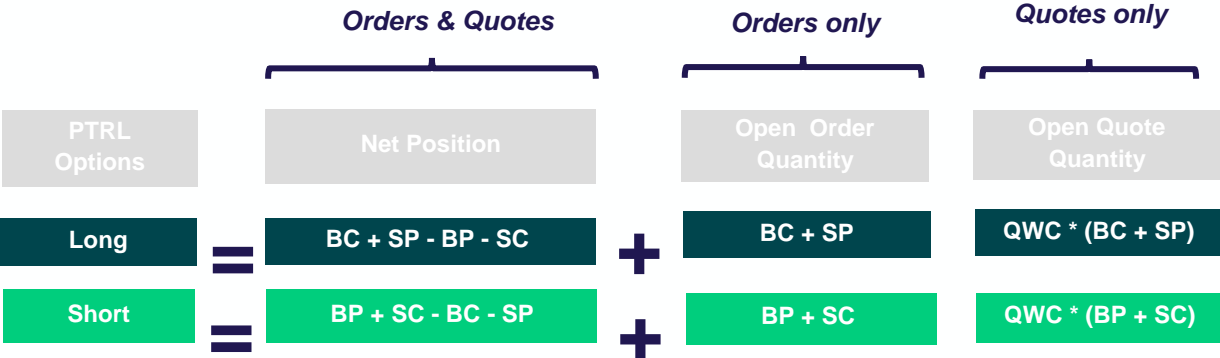 Orders & Quotes
Orders only
Quotes only
PTRL
Options
Net Position
Open Order
Quantity
Open Quote
Quantity
Long
=
BC + SP - BP - SC
+
BC + SP
QWC * (BC + SP)
Short
=
BP + SC - BC - SP
+
BP + SC
QWC * (BP + SC)